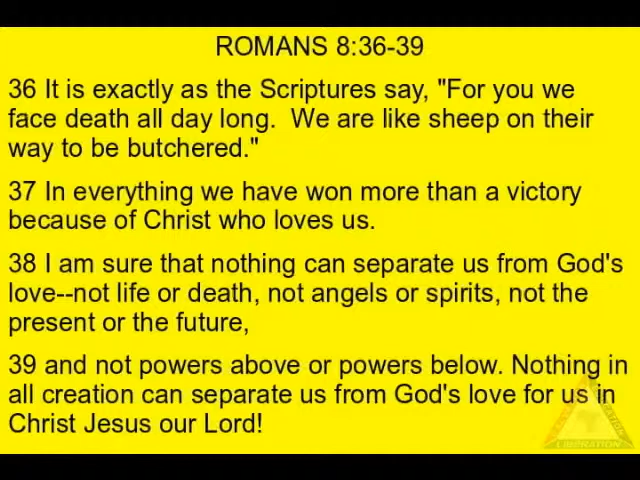 ROMANS 8:36-39
36 It is exactly as the Scriptures say, "For you we
face death all day long.  We are like sheep on their
way to be butchered."
37 In everything we have won more than a victory
because of Christ who loves us.
38 I am sure that nothing can separate us from God's
love--not life or death, not angels or spirits, not the
present or the future,
39 and not powers above or powers below. Nothing in
all creation can separate us from God's love for us in
Christ Jesus our Lord!
LIBERATION